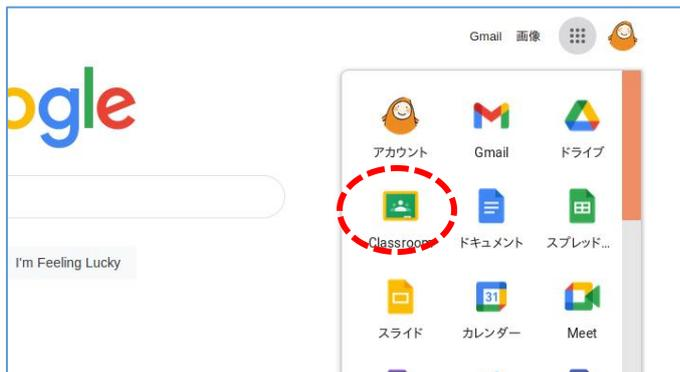 Gmail 画像
ogle
アカウント Gmail ドライブ
Classroom ドキュメント スプレッド...
I'm Feeling Lucky
31
スライド カレンダー Meet